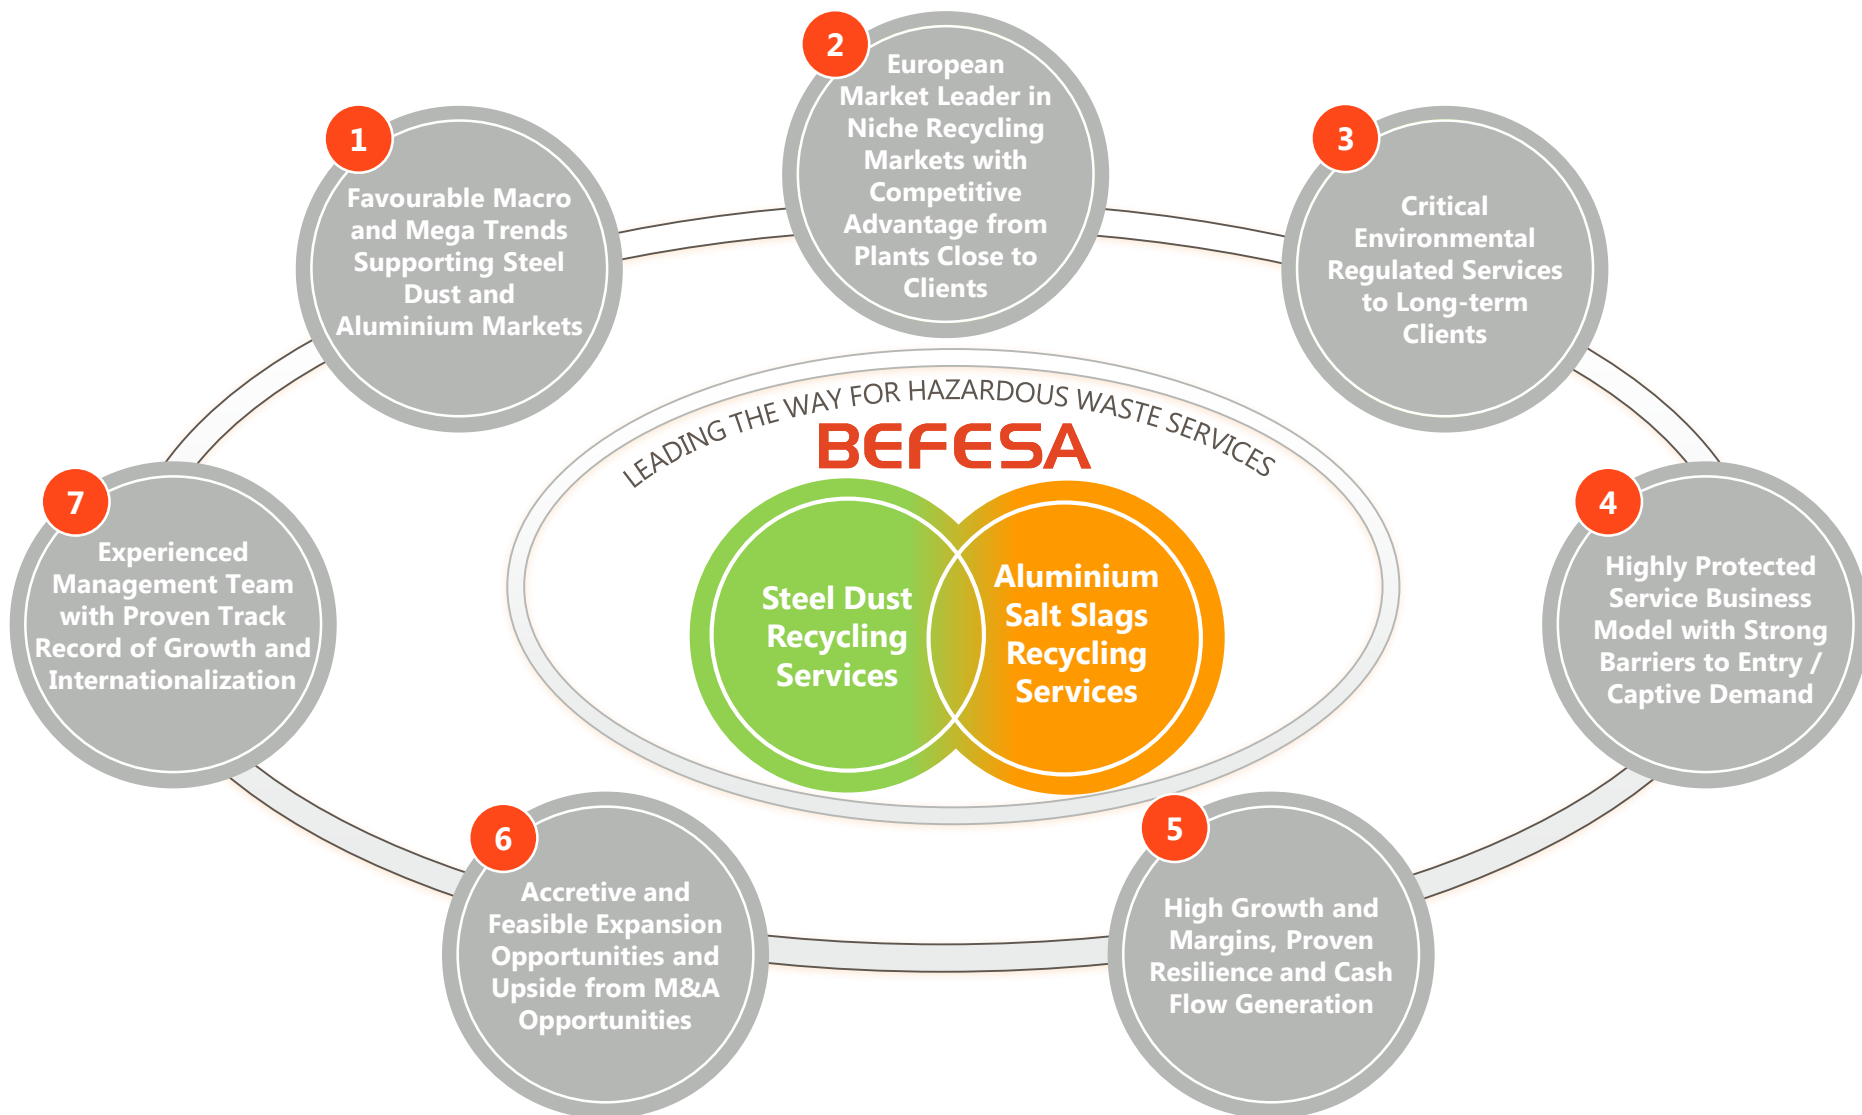 1
Favourable Macro
and Mega Trends
Supporting Steel
Dust and
Aluminium Markets
2
European
Market Leader in
Niche Recycling
Markets with
Competitive
Advantage from
Plants Close to
Clients
3
Critical
Environmental
Regulated Services
to Long-term
Clients
4
Highly Protected
Service Business
Model with Strong
Barriers to Entry /
Captive Demand
5
High Growth and
Margins, Proven
Resilience and Cash
Flow Generation
6
Accretive and
Feasible Expansion
Opportunities and
Upside from M&A
Opportunities
7
Experienced
Management Team
with Proven Track
Record of Growth and
Internationalization
LEADING THE WAY FOR HAZARDOUS WASTE SERVICES
BEFESA
Steel Dust
Recycling
Services
Aluminium
Salt Slags
Recycling
Services